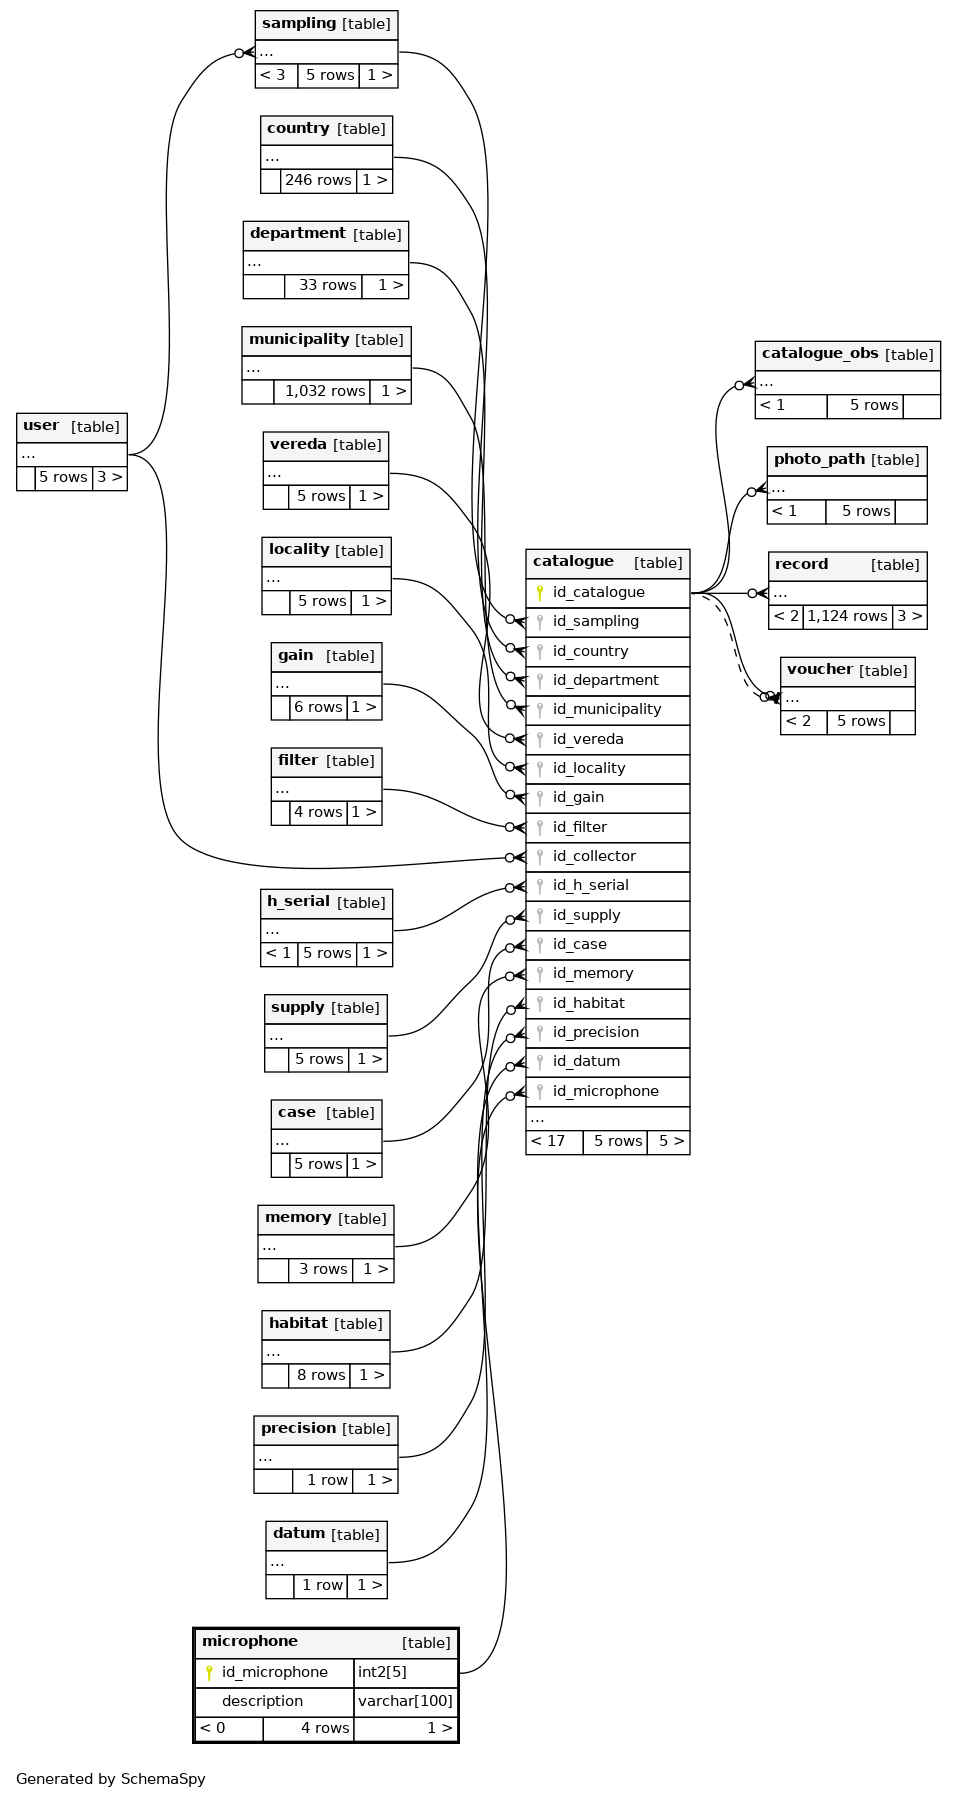 sampling [table]
...
< 3 5 rows 1 >
country [table]
...
246 rows 1 >
department [table]
...
33 rows 1 >
municipality [table]
...
1,032 rows 1 >
user [table]
...
5 rows 3 >
vereda [table]
...
5 rows 1 >
locality [table]
...
5 rows 1 >
gain [table]
...
6 rows 1 >
filter [table]
...
4 rows 1 >
h_serial [table]
...
< 1 5 rows 1 >
supply [table]
...
5 rows 1 >
case [table]
...
5 rows 1 >
memory [table]
...
3 rows 1 >
habitat [table]
...
8 rows 1 >
precision [table]
...
1 row 1 >
datum [table]
...
1 row 1 >
microphone [table]
id_microphone int2[5]
description varchar[100]
< 0 4 rows 1 >
catalogue [table]
id_catalogue
id_sampling
id_country
id_department
id_municipality
id_vereda
id_locality
id_gain
id_filter
id_collector
id_h_serial
id_supply
id_case
id_memory
id_habitat
id_precision
id_datum
id_microphone
...
< 17 5 rows 5 >
catalogue_obs [table]
...
< 1 5 rows
photo_path [table]
...
< 1 5 rows
record [table]
...
< 2 1,124 rows 3 >
voucher [table]
...
< 2 5 rows
Generated by SchemaSpy